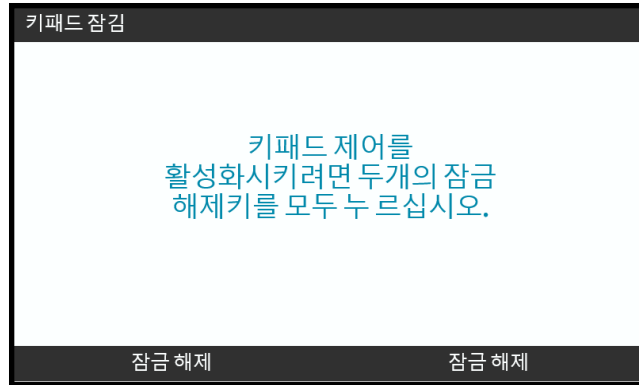 키패드 잠김
키패드 제어를
활성화시키려면 두개의 잠금
해제키를 모두 누 르십시오.
잠금 해제 잠금 해제